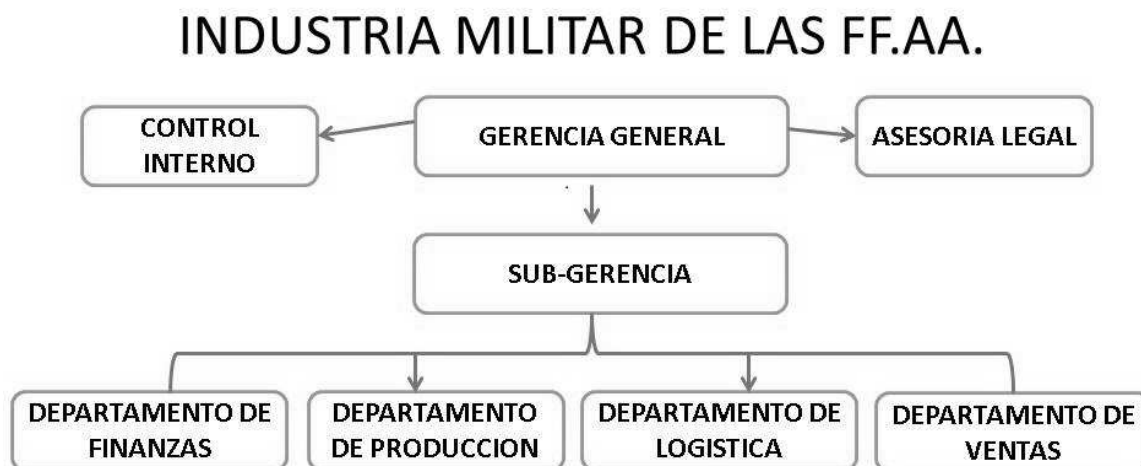 INDUSTRIA MILITAR DE LAS FF.AA.
CONTROL
INTERNO
GERENCIA GENERAL
ASESORIA LEGAL
SUB-GERENCIA
DEPARTAMENTO DE
FINANZAS
DEPARTAMENTO
DE PRODUCCION
DEPARTAMENTO DE
LOGISTICA
DEPARTAMENTO DE
VENTAS